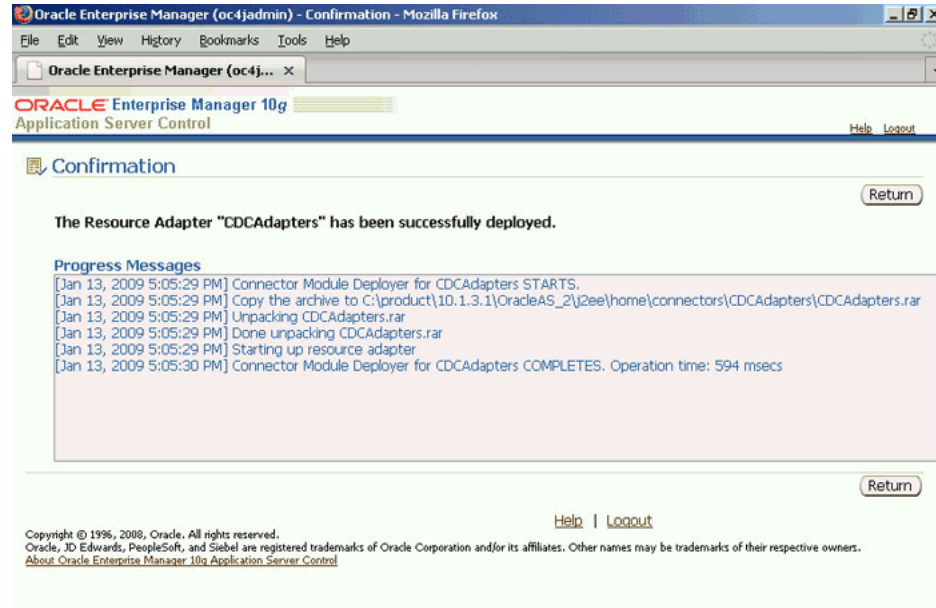 Oracle Enterprise Manager (oc4jadmin) - Confirmation - Mozilla Firefox
File Edit View History Bookmarks Tools Help
Oracle Enterprise Manager (oc4j... ×
ORACLE Enterprise Manager 10g
Application Server Control
Help Logout
Confirmation
Return
The Resource Adapter "CDCAdapters" has been successfully deployed.
Progress Messages
[Jan 13, 2009 5:05:29 PM] Connector Module Deployer for CDCAdapters STARTS.
[Jan 13, 2009 5:05:29 PM] Copy the archive to C:\product\10.1.3.1\OracleAS_2\j2ee\home\connectors\CDCAdapters\CDCAdapters.rar
[Jan 13, 2009 5:05:29 PM] Unpacking CDCAdapters.rar
[Jan 13, 2009 5:05:29 PM] Done unpacking CDCAdapters.rar
[Jan 13, 2009 5:05:29 PM] Starting up resource adapter
[Jan 13, 2009 5:05:30 PM] Connector Module Deployer for CDCAdapters COMPLETES. Operation time: 594 msecs
Return
Help | Logout
Copyright © 1996, 2008, Oracle. All rights reserved.
Oracle, JD Edwards, PeopleSoft, and Siebel are registered trademarks of Oracle Corporation and/or its affiliates. Other names may be trademarks of their respective owners.
About Oracle Enterprise Manager 10g Application Server Control